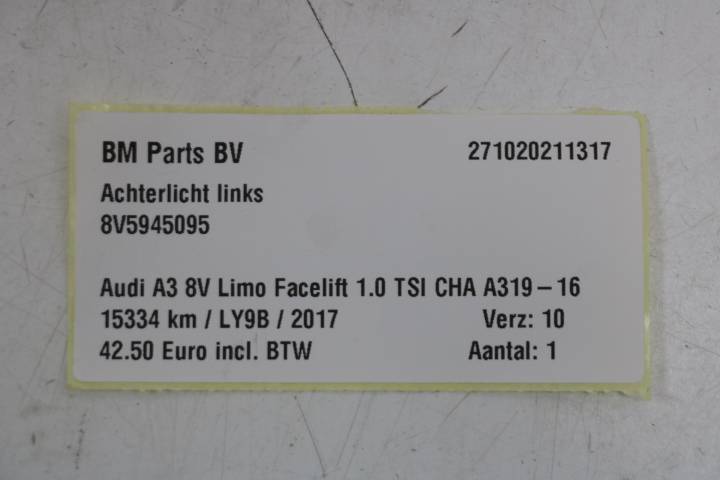 BM Parts BV 271020211317
Achterlicht links
8V5945095
Audi A3 8V Limo Facelift 1.0 TSI CHA A319 – 16
15334 km / LY9B / 2017 Verz: 10
42.50 Euro incl. BTW Aantal: 1